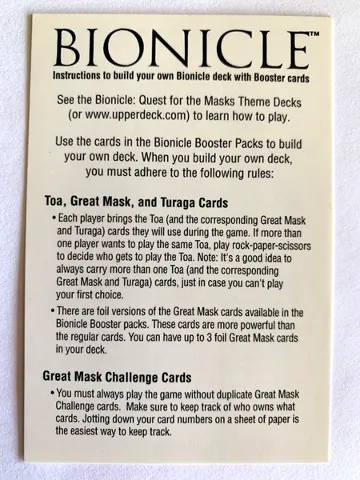 BIONICLE™
Instructions to build your own Bionicle deck with Booster cards
See the Bionicle: Quest for the Masks Theme Decks
(or www.upperdeck.com) to learn how to play.
Use the cards in the Bionicle Booster Packs to build
your own deck. When you build your own deck,
you must adhere to the following rules:
Toa, Great Mask, and Turaga Cards
• Each player brings the Toa (and the corresponding Great Mask
and Turaga) cards they will use during the game. If more than
one player wants to play the same Toa, play rock-paper-scissors
to decide who gets to play the Toa. Note: It's a good idea to
always carry more than one Toa (and the corresponding
Great Mask and Turaga) cards, just in case you can't play
your first choice.
• There are foil versions of the Great Mask cards available in the
Bionicle Booster packs. These cards are more powerful than
the regular cards. You can have up to 3 foil Great Mask cards
in your deck.
Great Mask Challenge Cards
• You must always play the game without duplicate Great Mask
Challenge cards. Make sure to keep track of who owns what
cards. Jotting down your card numbers on a sheet of paper is
the easiest way to keep track.